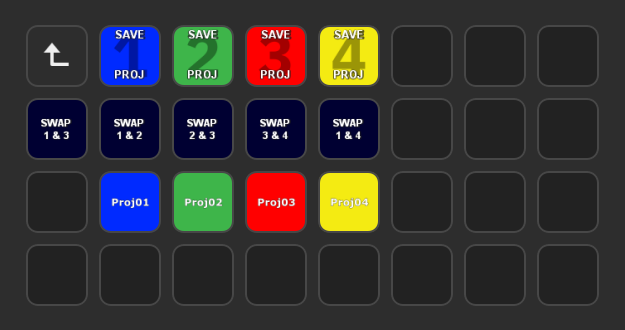 SAVE
1
PROJ
SAVE
2
PROJ
SAVE
3
PROJ
SAVE
4
PROJ
SWAP
1 & 3
SWAP
1 & 2
SWAP
2 & 3
SWAP
3 & 4
SWAP
1 & 4
Proj01
Proj02
Proj03
Proj04